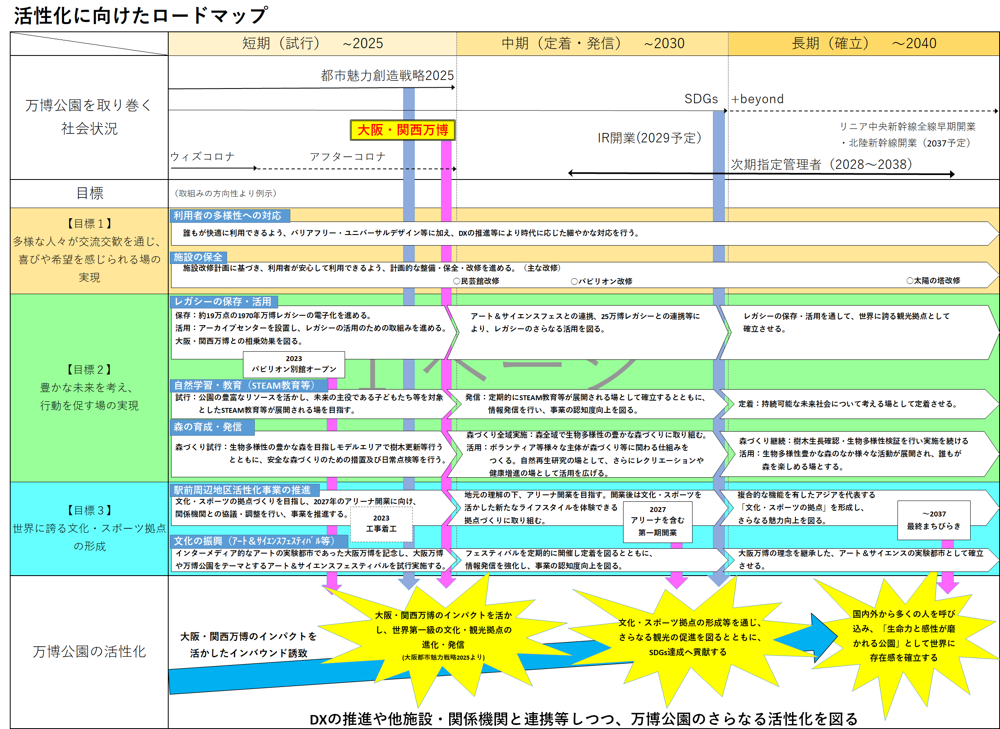 活性化に向けたロードマップ
短期（試行）　~2025
中期（定着・発信）　~2030
長期（確立）　～2040
万博公園を取り巻く
社会状況
都市魅力創造戦略2025
SDGs
+beyond
大阪・関西万博
IR開業(2029予定）
リニア中央新幹線全線早期開業
・北陸新幹線開業（2037予定）
ウィズコロナ
アフターコロナ
次期指定管理者（2028～2038）
目標
（取組みの方向性より例示）
【目標１】
多様な人々が交流交歓を通じ、
喜びや希望を感じられる場の
実現
利用者の多様性への対応
誰もが快適に利用できるよう、バリアフリー・ユニバーサルデザイン等に加え、DXの推進等により時代に応じた細やかな対応を行う。
施設の保全
施設改修計画に基づき、利用者が安心して利用できるよう、計画的な整備・保全・改修を進める。（主な改修）
○民芸館改修
○パビリオン改修
○太陽の塔改修
【目標２】
豊かな未来を考え、
行動を促す場の実現
レガシーの保存・活用
保存：約19万点の1970年万博レガシーの電子化を進める。
活用：アーカイブセンターを設置し、レガシーの活用のための取組みを進める。
大阪・関西万博との相乗効果を図る。
アート＆サイエンスフェスとの連携、25万博レガシーとの連携等に
より、レガシーのさらなる活用を図る。
レガシーの保存・活用を通して、世界に誇る観光拠点として
確立させる。
2023
パビリオン別館オープン
自然学習・教育（STEAM教育等）
試行：公園の豊富なリソースを活かし、未来の主役である子どもたち等を対象
としたSTEAM教育等が展開される場を目指す。
発信：定期的にSTEAM教育等が展開される場として確立するとともに、
情報発信を行い、事業の認知度向上を図る。
定着：持続可能な未来社会について考える場として定着させる。
森の育成・発信
森づくり試行：生物多様性の豊かな森を目指しモデルエリアで樹木更新等行う
とともに、安全な森づくりのための措置及び日常点検等を行う。
森づくり全域実施：森全域で生物多様性の豊かな森づくりに取り組む。
活用：ボランティア等様々な主体が森づくり等に関わる仕組みを
つくる。自然再生研究の場として、さらにレクリエーションや
健康増進の場として活用を広げる。
森づくり継続：樹木生長確認・生物多様性検証を行い実施を続ける
活用：生物多様性豊かな森のなか様々な活動が展開され、誰もが
森を楽しめる場とする。
【目標３】
世界に誇る文化・スポーツ拠点
の形成
駅前周辺地区活性化事業の推進
文化・スポーツの拠点づくりを目指し、2027年のアリーナ開業に向け、
関係機関との協議・調整を行い、事業を推進する。
2023
工事着工
地元の理解の下、アリーナ開業を目指す。開業後は文化・スポーツを
活かした新たなライフスタイルを体験できる
拠点づくりに取り組む。
2027
アリーナを含む
第一期開業
複合的な機能を有したアジアを代表する
「文化・スポーツの拠点」を形成し、
さらなる魅力向上を図る。
～2037
最終まちびらき
文化の振興（ｱｰﾄ＆ｻｲｴﾝｽﾌｪｽﾃｨﾊﾞﾙ等）
インターメディア的なアートの実験都市であった大阪万博を記念し、大阪万博
や万博公園をテーマとするアート＆サイエンスフェスティバルを試行実施する。
フェスティバルを定期的に開催し定着を図るとともに、
情報発信を強化し、事業の認知度向上を図る。
大阪万博の理念を継承した、アート＆サイエンスの実験都市として確立
させる。
万博公園の活性化
大阪・関西万博のインパクトを
活かしたインバウンド誘致
大阪・関西万博のインパクトを活か
し、世界第一級の文化・観光拠点の
進化・発信
(大阪都市魅力戦略2025より)
文化・スポーツ拠点の形成等を通じ、
さらなる観光の促進を図るとともに、
SDGs達成へ貢献する
国内外から多くの人を呼び
込み、「生命力と感性が磨
かれる公園」として世界に
存在感を確立する
DXの推進や他施設・関係機関と連携等しつつ、万博公園のさらなる活性化を図る